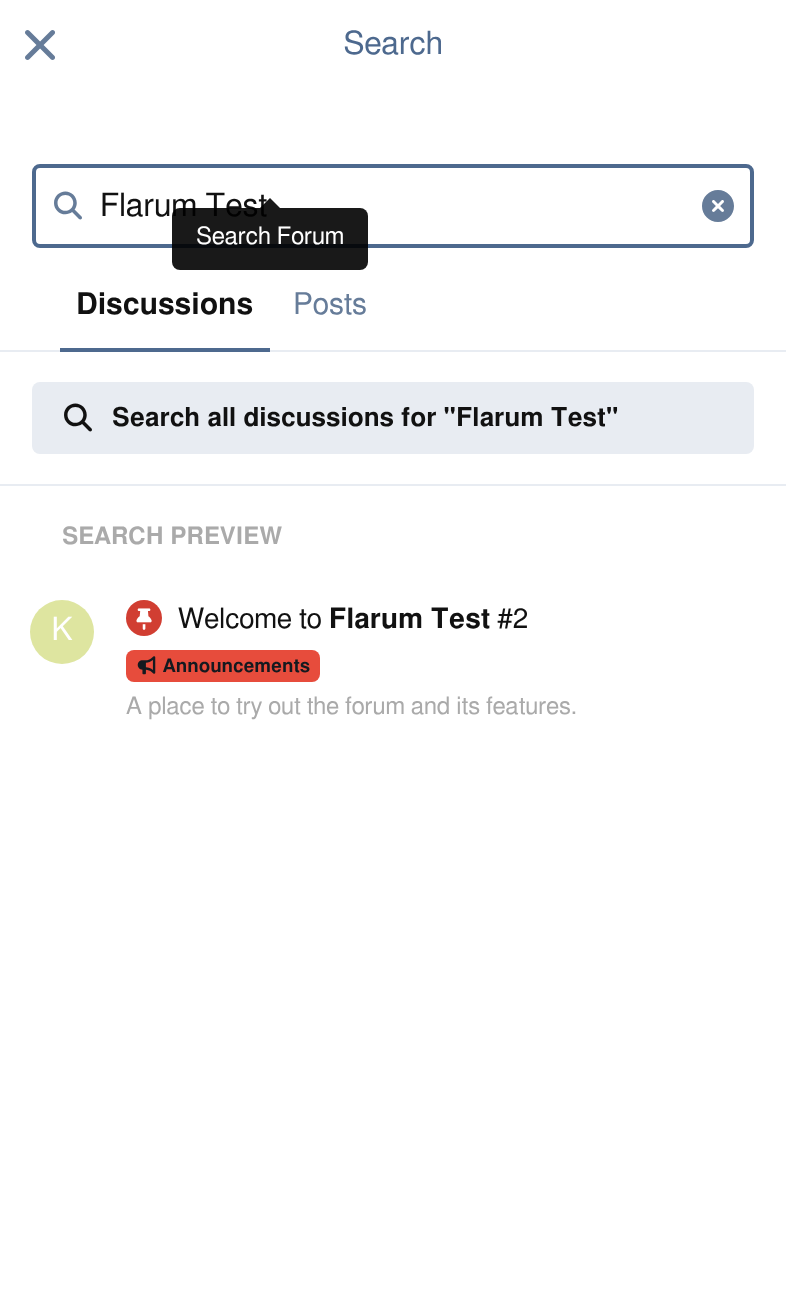 Search
Flarum Test
Search Forum
Discussions Posts
Search all discussions for "Flarum Test"
SEARCH PREVIEW
K
Welcome to Flarum Test #2
Announcements
A place to try out the forum and its features.